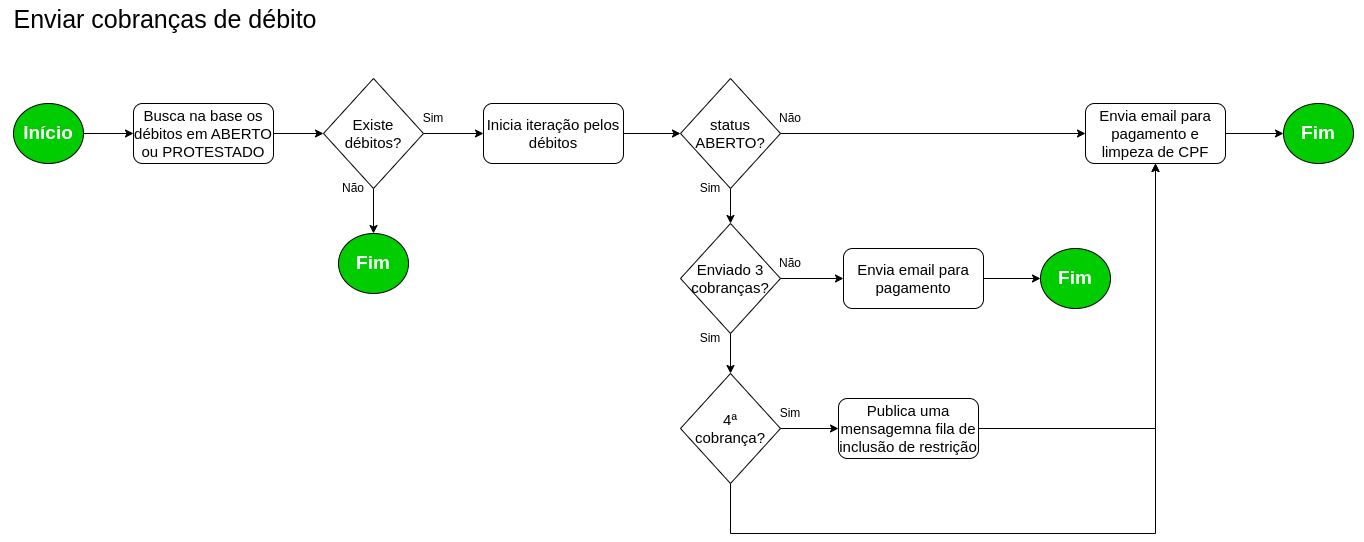 Enviar cobranças de débito
Início
Busca na base os
débitos em ABERTO
ou PROTESTADO
Existe
débitos?
Sim
Não
Fim
Inicia iteração pelos
débitos
status
ABERTO?
Não
Sim
Envia email para
pagamento e
limpeza de CPF
Fim
Enviado 3
cobranças?
Não
Sim
Envia email para
pagamento
Fim
4ª
cobrança?
Sim
Publica uma
mensagemna fila de
inclusão de restrição